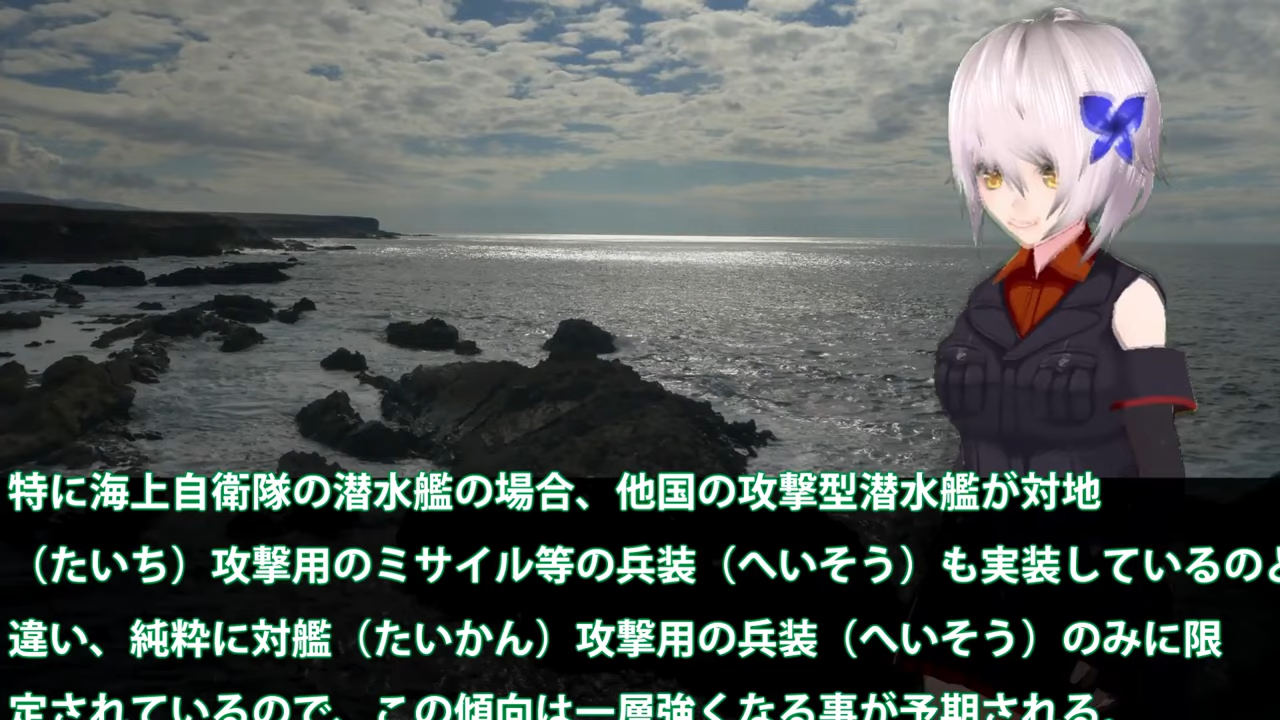 特に海上自衛隊の潜水艦の場合、他国の攻撃型潜水艦が対地
（たいち）攻撃用のミサイル等の兵装（へいそう）も実装しているのと
違い、純粋に対艦（たいかん）攻撃用の兵装（へいそう）のみに限
定されているので、この傾向は一層強くなる事が予期される。